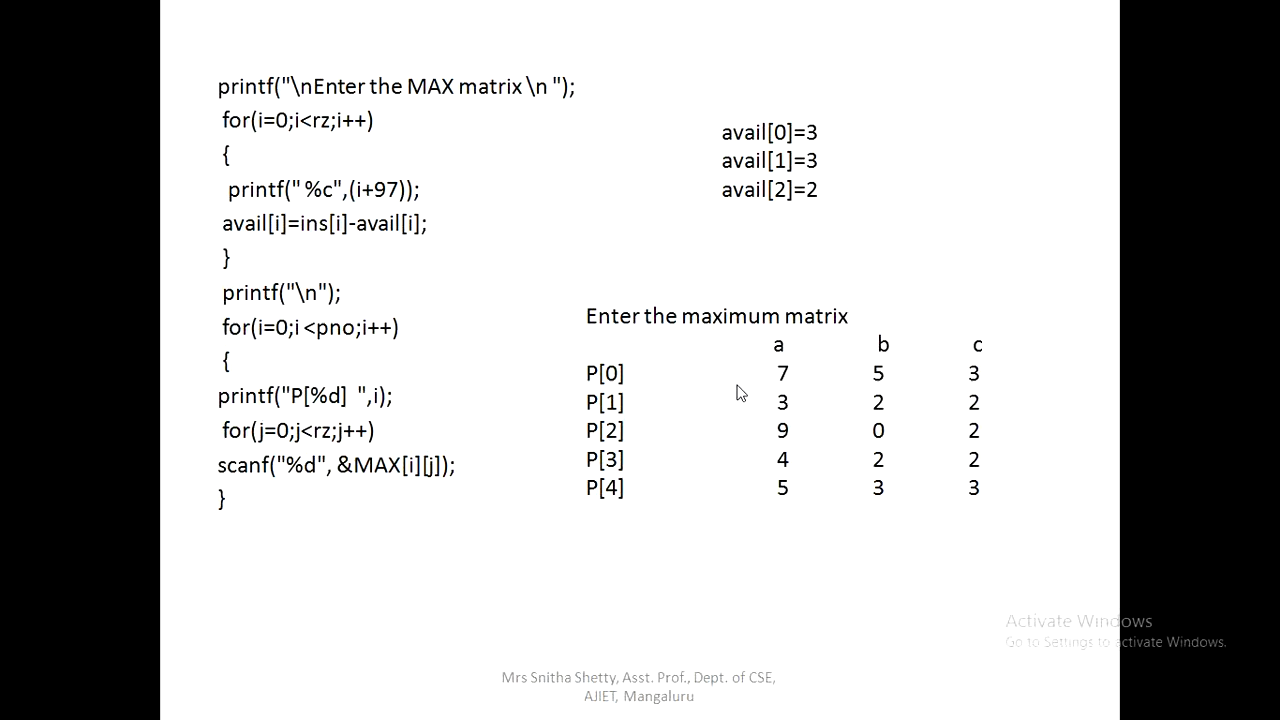 printf("\nEnter the MAX matrix \n ");
for(i=0;i<rz;i++)
{
printf(" %c",(i+97));
avail[i]=ins[i]-avail[i];
}
printf("\n");
for(i=0;i <pno;i++)
{
printf("P[%d]  ",i);
for(j=0;j<rz;j++)
scanf("%d", &MAX[i][j]);
}
avail[0]=3
avail[1]=3
avail[2]=2
Enter the maximum matrix
a b c
P[0] 7 5 3
P[1] 3 2 2
P[2] 9 0 2
P[3] 4 2 2
P[4] 5 3 3
Activate Windows
Go to Settings to activate Windows.
Mrs Snitha Shetty, Asst. Prof., Dept. of CSE,
AJIET, Mangaluru